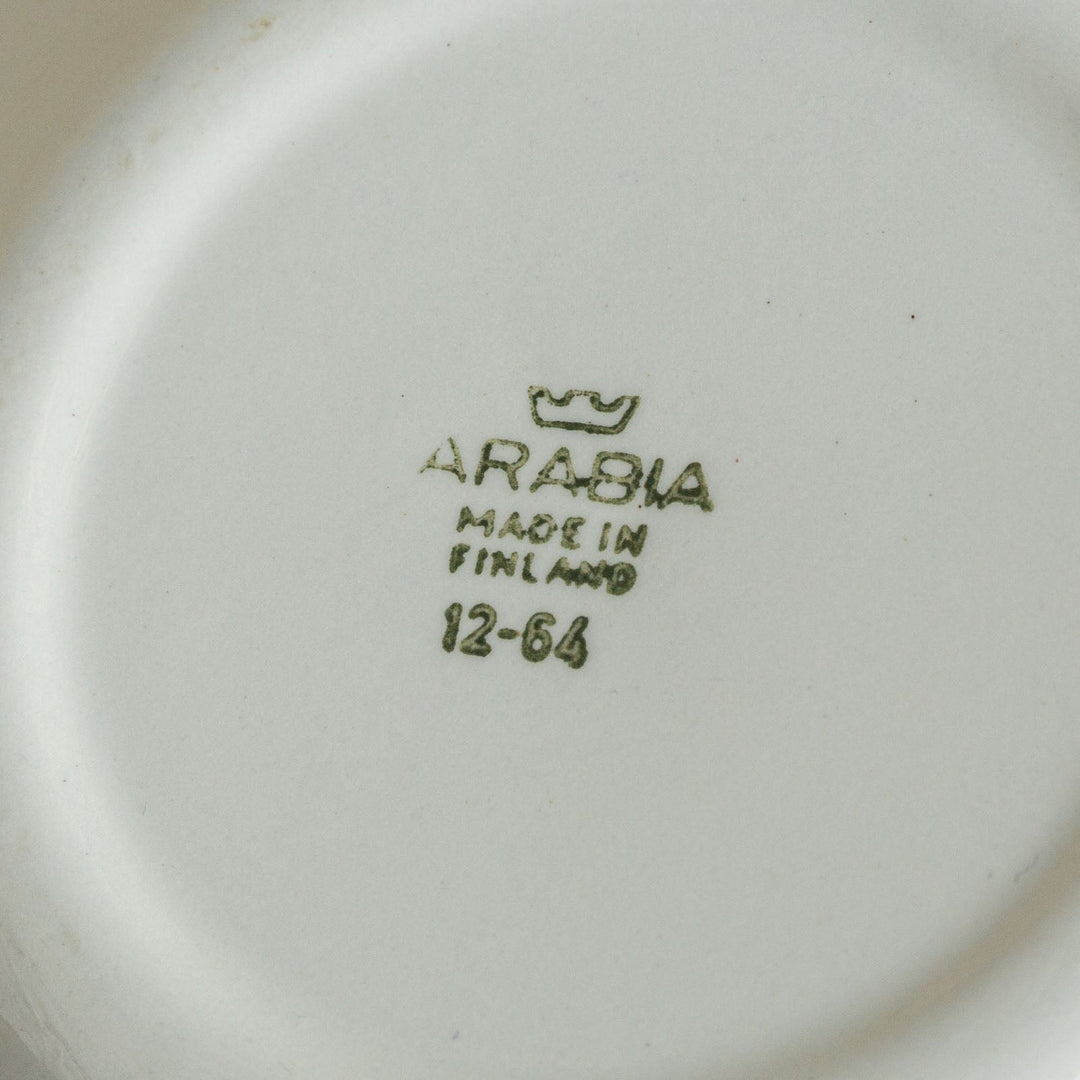 ARABIA
MADE IN
FINLAND
12-64